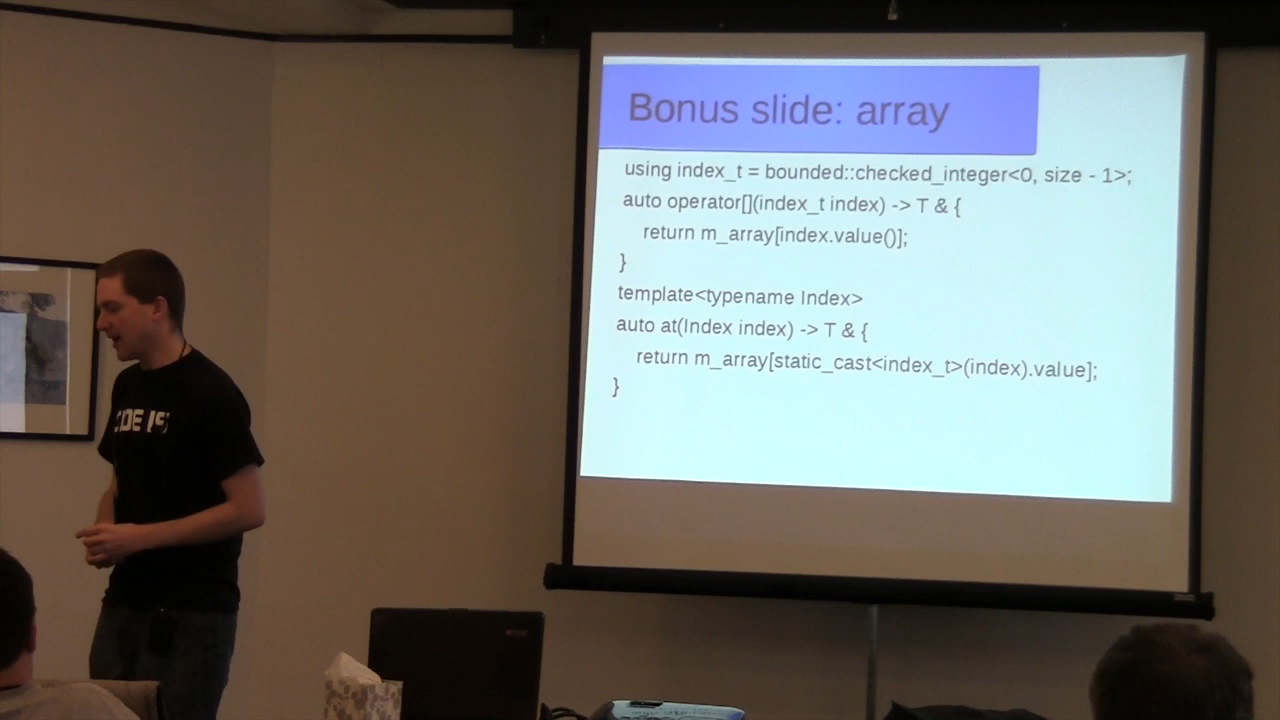 Bonus slide: array
using index_t = bounded::checked_integer<0, size - 1>;
auto operator[](index_t index) -> T & {
return m_array[index.value()];
}
template<typename Index>
auto at(Index index) -> T & {
return m_array[static_cast<index_t>(index).value];
}